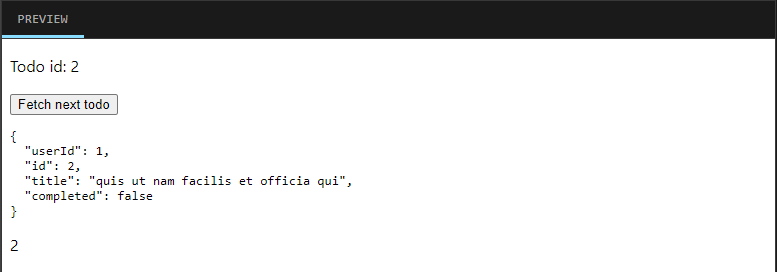 PREVIEW
Todo id: 2
Fetch next todo
{
  "userId": 1,
  "id": 2,
  "title": "quis ut nam facilis et officia qui",
  "completed": false
}
2